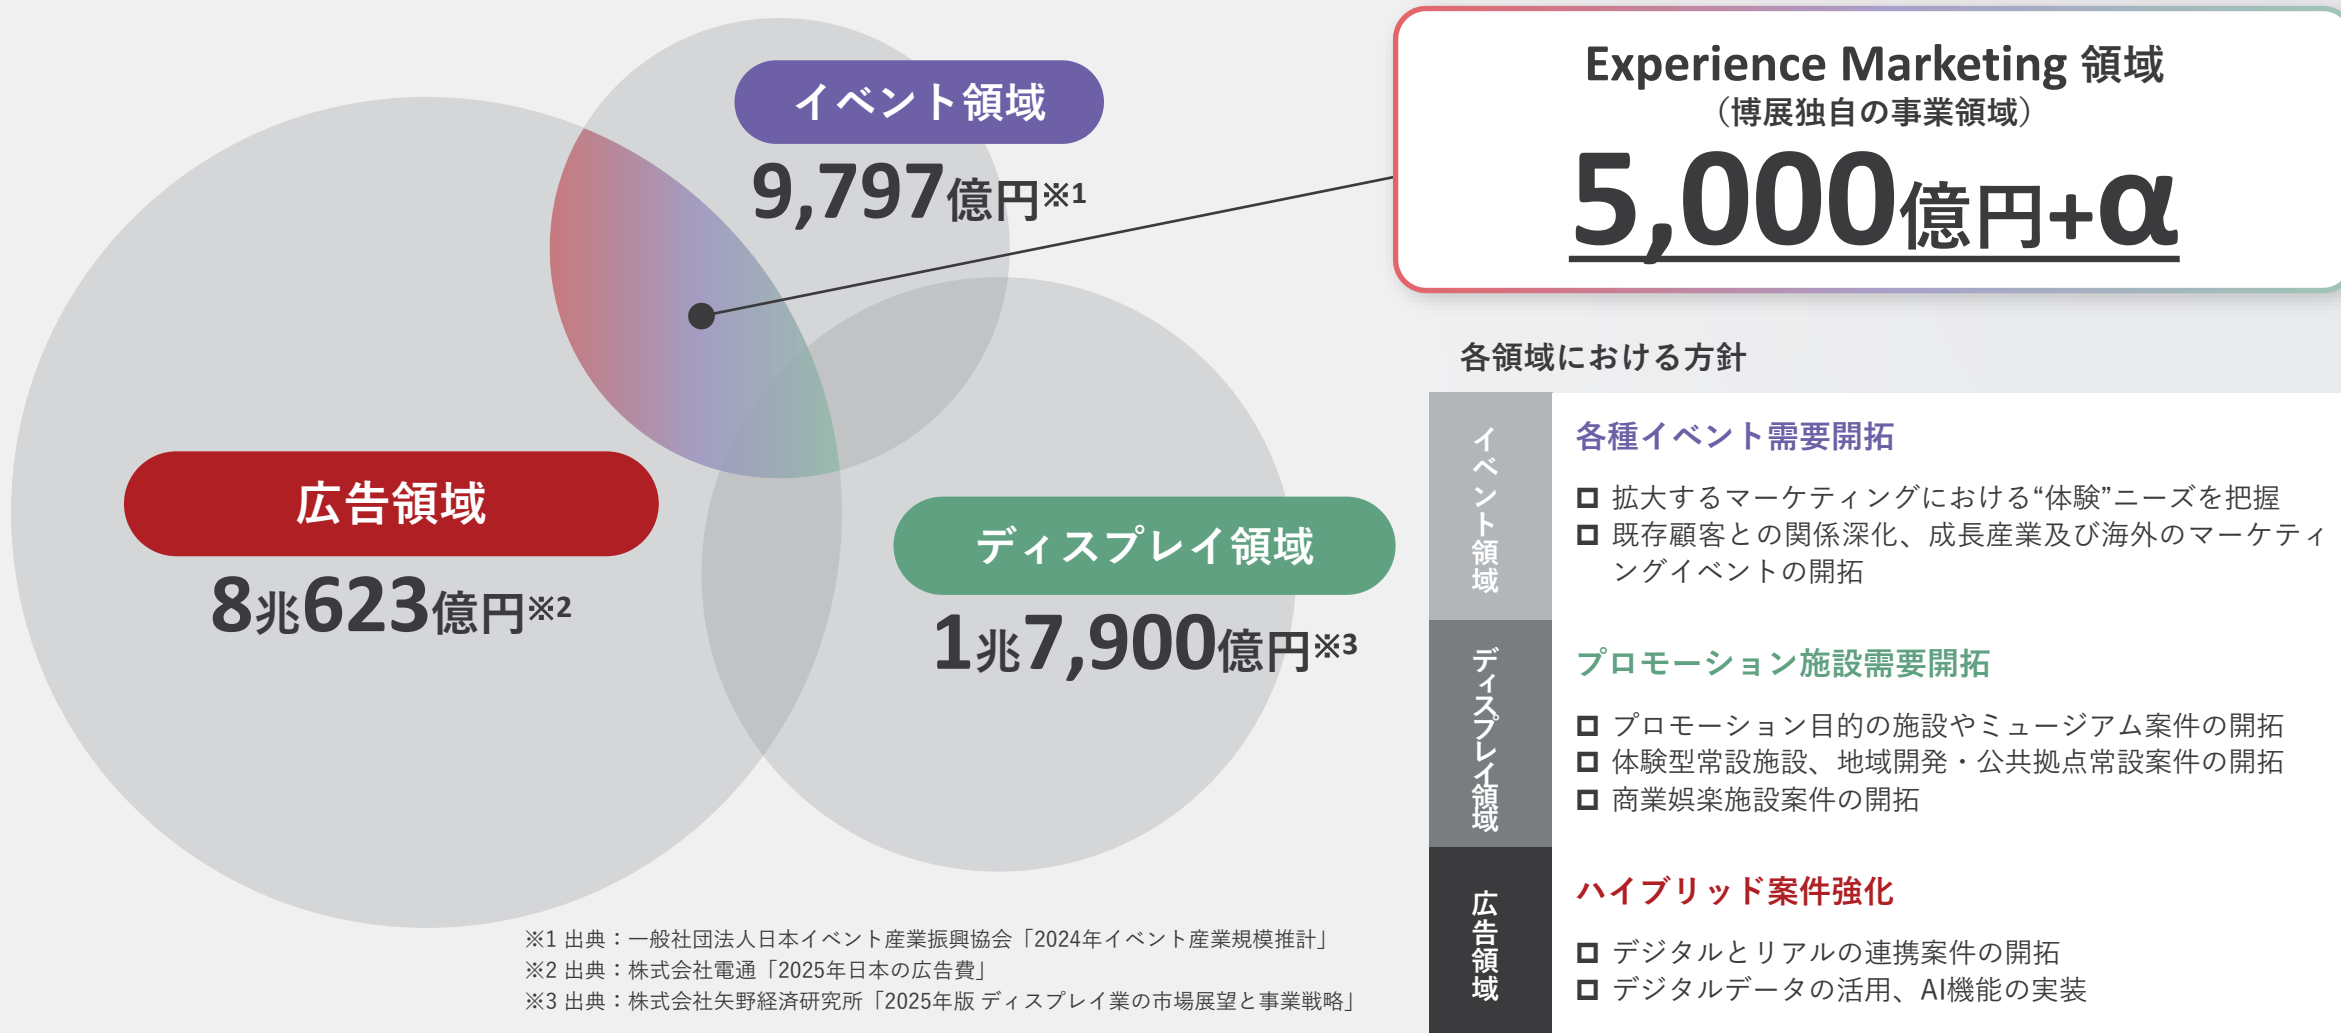 イベント領域
9,797億円※1
広告領域
8兆623億円※2
ディスプレイ領域
1兆7,900億円※3
※1 出典：一般社団法人日本イベント産業振興協会「2024年イベント産業規模推計」
※2 出典：株式会社電通「2025年日本の広告費」
※3 出典：株式会社矢野経済研究所「2025年版 ディスプレイ業の市場展望と事業戦略」
Experience Marketing 領域
（博展独自の事業領域）
5,000億円+α
各領域における方針
イベント領域
各種イベント需要開拓
拡大するマーケティングにおける“体験”ニーズを把握
既存顧客との関係深化、成長産業及び海外のマーケティ
ングイベントの開拓
ディスプレイ領域
プロモーション施設需要開拓
プロモーション目的の施設やミュージアム案件の開拓
体験型常設施設、地域開発・公共拠点常設案件の開拓
商業娯楽施設案件の開拓
広告領域
ハイブリッド案件強化
デジタルとリアルの連携案件の開拓
デジタルデータの活用、AI機能の実装